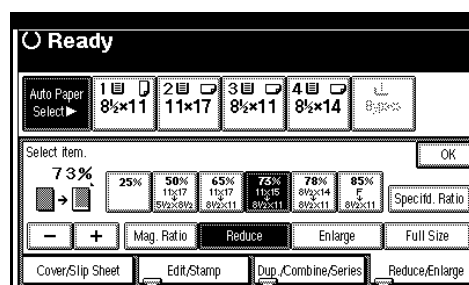 Ready
Auto Paper Select▶
1 8½×11
2 11×17
3 8½×11
4 8½×14
Select item.
OK
73%
25%
50% 11×17 5½×8½
65% 11×17 8½×11
73% 11×15 8½×11
78% 8½×14 8½×11
85% F 8½×11
Specifd. Ratio
− + Mag. Ratio Reduce Enlarge Full Size
Cover/Slip Sheet Edit/Stamp Dup./Combine/Series Reduce/Enlarge